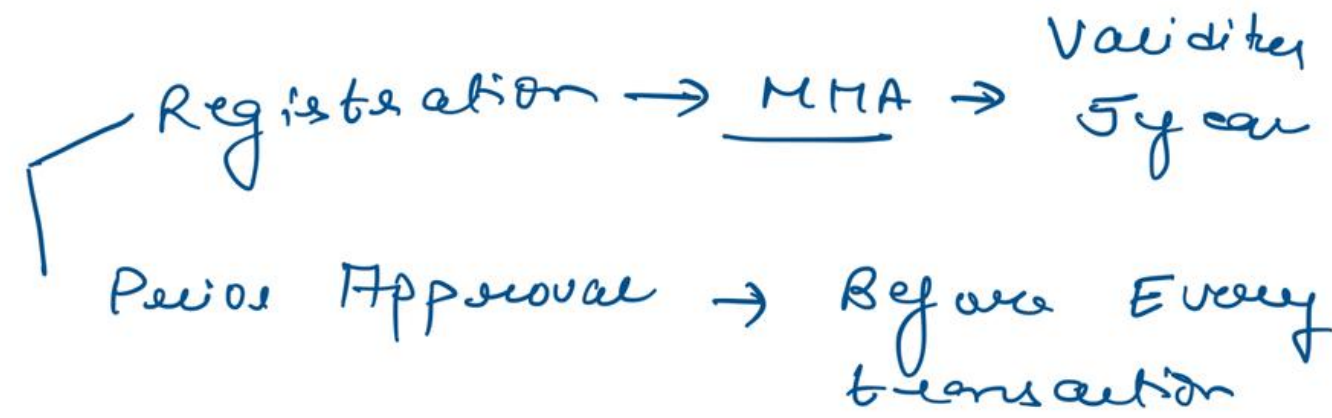 Registration → MHA → Validity
5 year
Prior Approval → Before Every
transaction